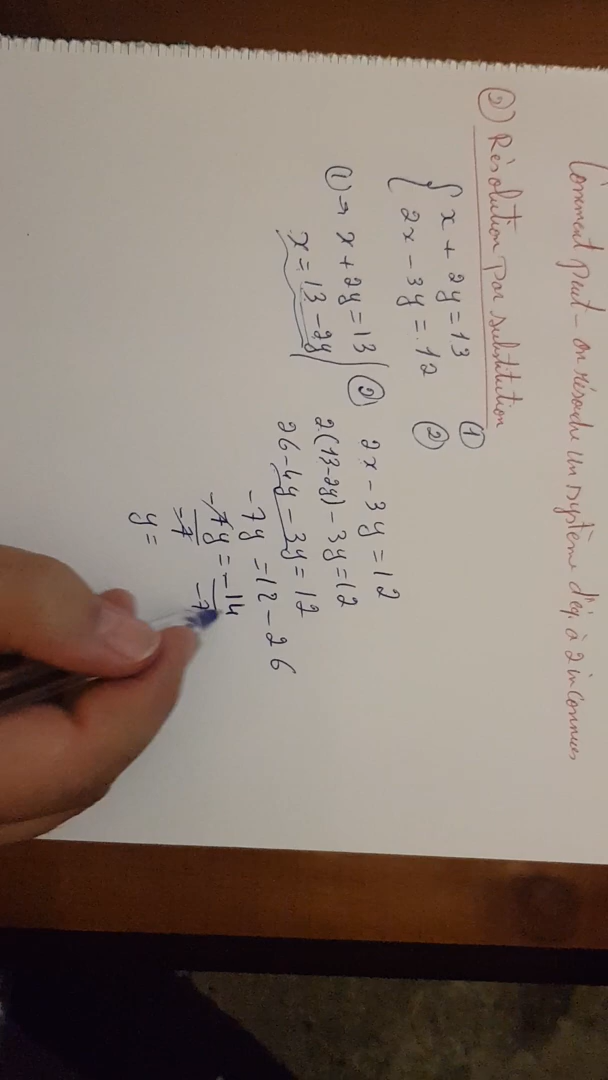 Comment peut-on résoudre un système d'éq. à 2 inconnues
② Résolution par substitution
{ x + 2y = 13 ①
2x - 3y = 12 ②
① ⇒ x + 2y = 13
x = 13 - 2y
② 2x - 3y = 12
2(13-2y) - 3y = 12
26 - 4y - 3y = 12
-7y = 12 - 26
-7y = -14
-7 -7
y =